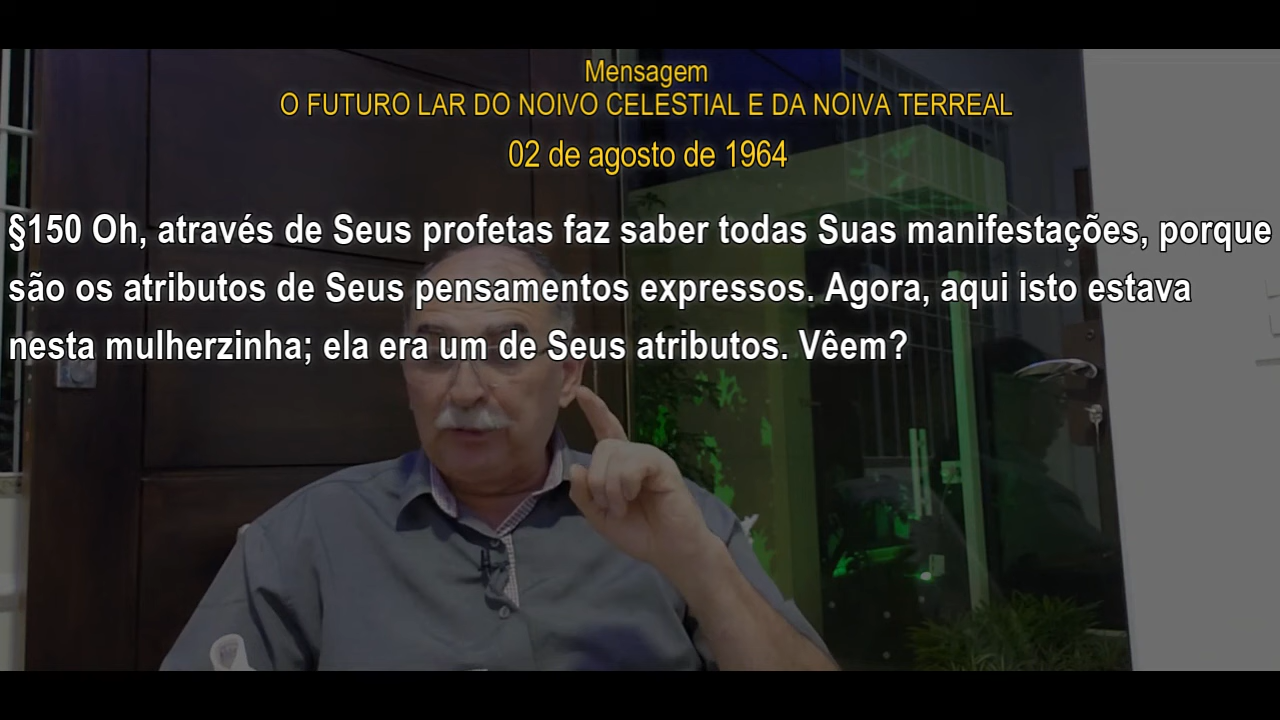 Mensagem
O FUTURO LAR DO NOIVO CELESTIAL E DA NOIVA TERREAL
02 de agosto de 1964
§150 Oh, através de Seus profetas faz saber todas Suas manifestações, porque
são os atributos de Seus pensamentos expressos. Agora, aqui isto estava
nesta mulherzinha; ela era um de Seus atributos. Vêem?